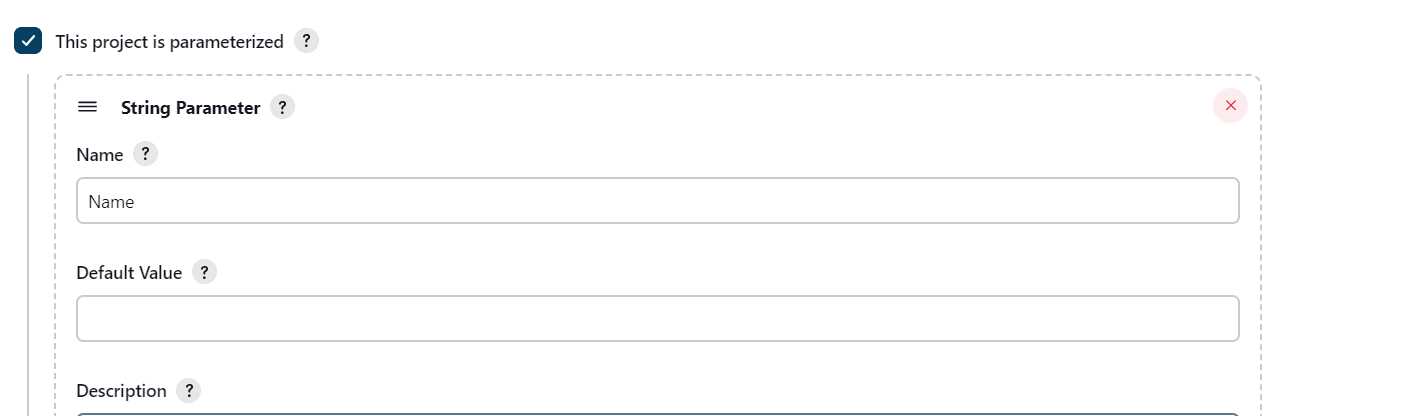 This project is parameterized ?
String Parameter ?
Name ?
Name
Default Value ?
Description ?